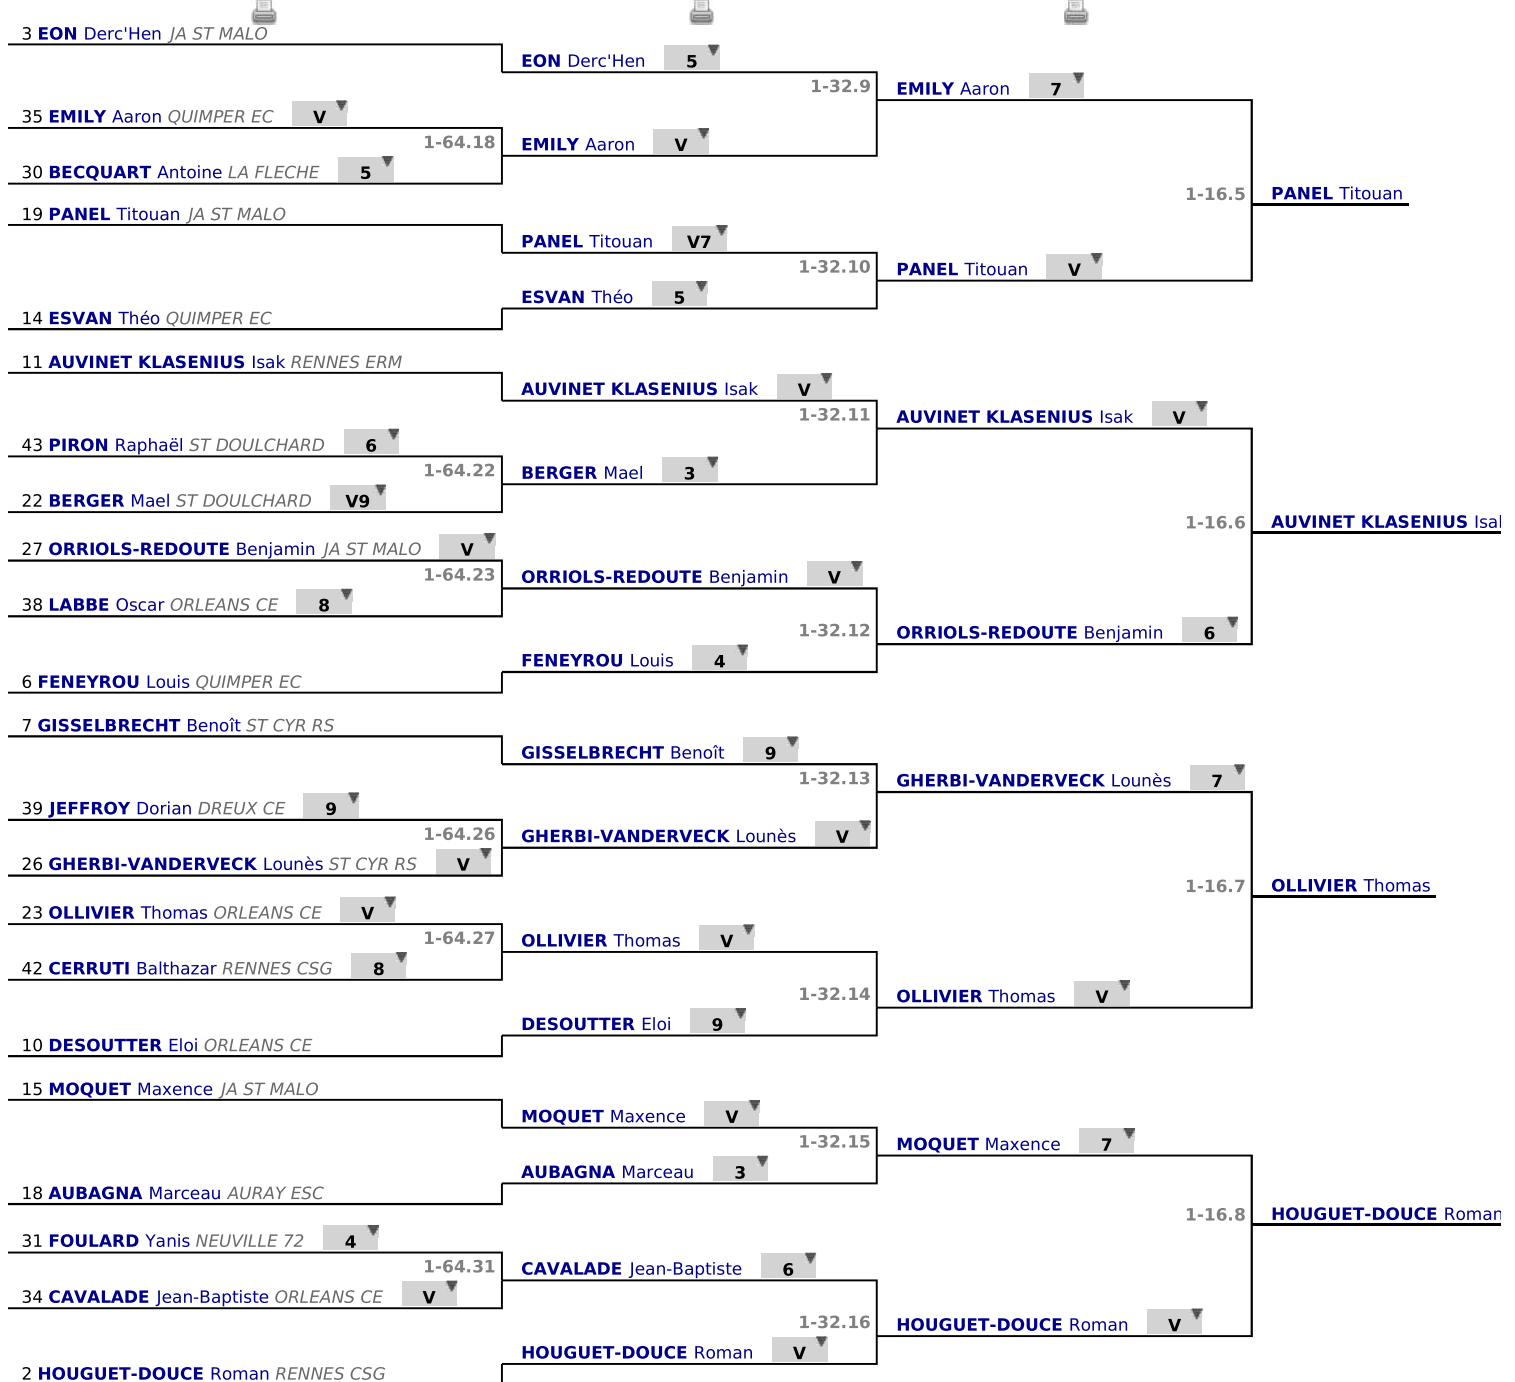 3 EON Derc'Hen JA ST MALO
EON Derc'Hen 5
1-32.9
EMILY Aaron 7
35 EMILY Aaron QUIMPER EC V
1-64.18
EMILY Aaron V
30 BECQUART Antoine LA FLECHE 5
1-16.5
PANEL Titouan
19 PANEL Titouan JA ST MALO
PANEL Titouan V7
1-32.10
PANEL Titouan V
ESVAN Théo 5
14 ESVAN Théo QUIMPER EC
11 AUVINET KLASENIUS Isak RENNES ERM
AUVINET KLASENIUS Isak V
1-32.11
AUVINET KLASENIUS Isak V
43 PIRON Raphaël ST DOULCHARD 6
1-64.22
BERGER Mael 3
22 BERGER Mael ST DOULCHARD V9
1-16.6
AUVINET KLASENIUS Isa
27 ORRIOLS-REDOUTE Benjamin JA ST MALO V
1-64.23
ORRIOLS-REDOUTE Benjamin V
38 LABBE Oscar ORLEANS CE 8
1-32.12
ORRIOLS-REDOUTE Benjamin 6
FENEYROU Louis 4
6 FENEYROU Louis QUIMPER EC
7 GISSELBRECHT Benoît ST CYR RS
GISSELBRECHT Benoît 9
1-32.13
GHERBI-VANDERVECK Lounès 7
39 JEFFROY Dorian DREUX CE 9
1-64.26
GHERBI-VANDERVECK Lounès V
26 GHERBI-VANDERVECK Lounès ST CYR RS V
1-16.7
OLLIVIER Thomas
23 OLLIVIER Thomas ORLEANS CE V
1-64.27
OLLIVIER Thomas V
42 CERRUTI Balthazar RENNES CSG 8
1-32.14
OLLIVIER Thomas V
DESOUTTER Eloi 9
10 DESOUTTER Eloi ORLEANS CE
15 MOQUET Maxence JA ST MALO
MOQUET Maxence V
1-32.15
MOQUET Maxence 7
AUBAGNA Marceau 3
18 AUBAGNA Marceau AURAY ESC
1-16.8
HOUGUET-DOUCE Roman
31 FOULARD Yanis NEUVILLE 72 4
1-64.31
CAVALADE Jean-Baptiste 6
34 CAVALADE Jean-Baptiste ORLEANS CE V
1-32.16
HOUGUET-DOUCE Roman V
HOUGUET-DOUCE Roman V
2 HOUGUET-DOUCE Roman RENNES CSG